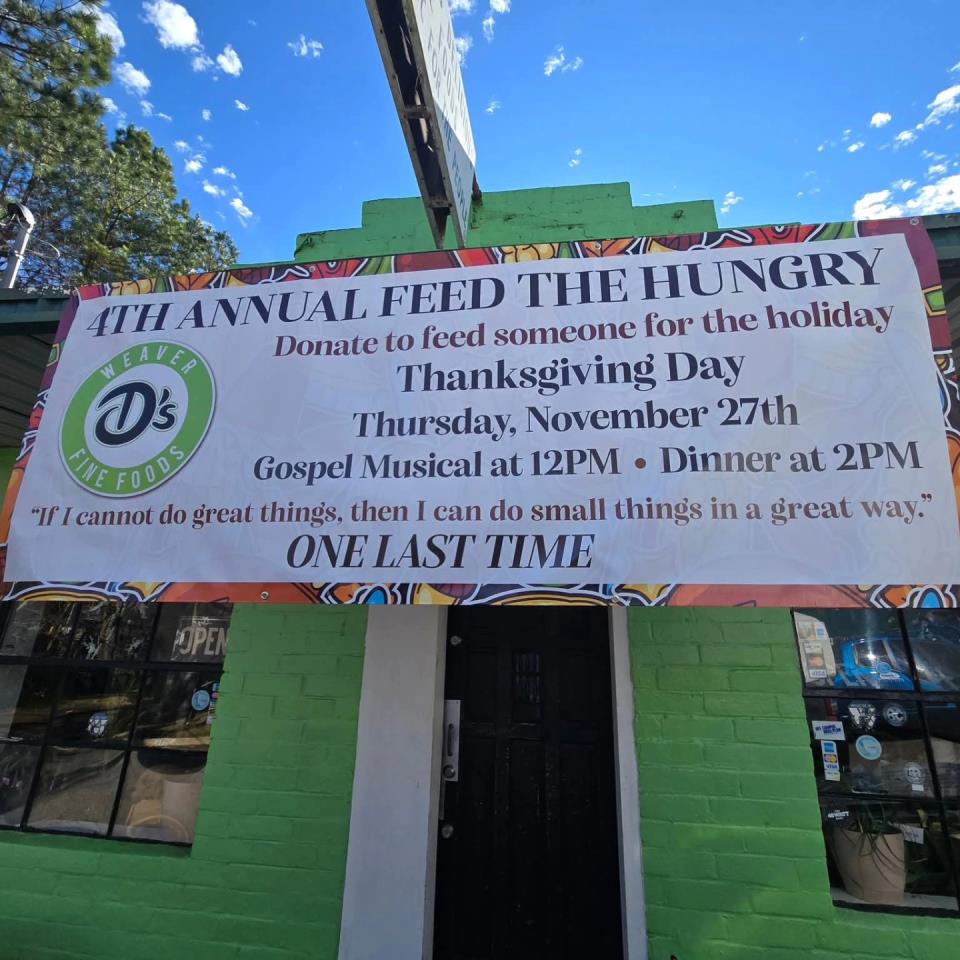 4TH ANNUAL FEED THE HUNGRY
Donate to feed someone for the holiday
Thanksgiving Day
Thursday, November 27th
Gospel Musical at 12PM • Dinner at 2PM
"If I cannot do great things, then I can do small things in a great way."
ONE LAST TIME
WEAVER
D's
FINE FOODS
OPEN
VISA
VISA